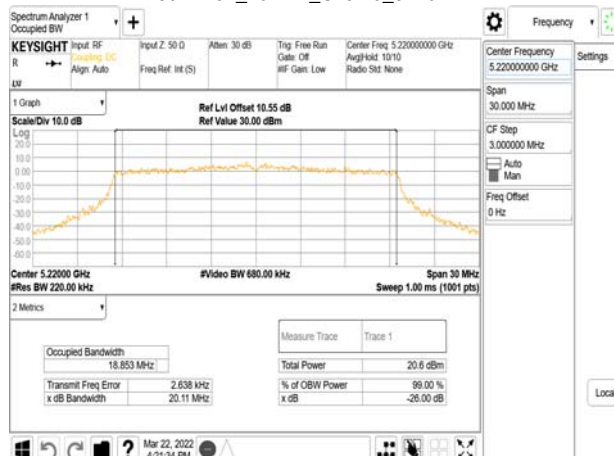 Spectrum Analyzer 1
Occupied BW
Frequency
Settings
KEYSIGHT
R
Input: RF
Coupling: DC
Align: Auto
Input Z: 50 Ω
Freq Ref: Int (S)
Atten: 30 dB
Trig: Free Run
Gate: Off
#IF Gain: Low
Center Freq: 5.220000000 GHz
Avg|Hold: 10/10
Radio Std: None
1 Graph
Scale/Div 10.0 dB
Ref Lvl Offset 10.55 dB
Ref Value 30.00 dBm
Log
20.0
10.0
0.00
-10.0
-20.0
-30.0
-40.0
-50.0
-60.0
Center 5.22000 GHz
#Res BW 220.00 kHz
#Video BW 680.00 kHz
Span 30 MHz
Sweep 1.00 ms (1001 pts)
2 Metrics
Occupied Bandwidth
18.853 MHz
Transmit Freq Error 2.638 kHz
x dB Bandwidth 20.11 MHz
Measure Trace Trace 1
Total Power 20.6 dBm
% of OBW Power 99.00 %
x dB -26.00 dB
Center Frequency
5.220000000 GHz
Span
30.000 MHz
CF Step
3.000000 MHz
Auto
Man
Freq Offset
0 Hz
Local
?
Mar 22, 2022